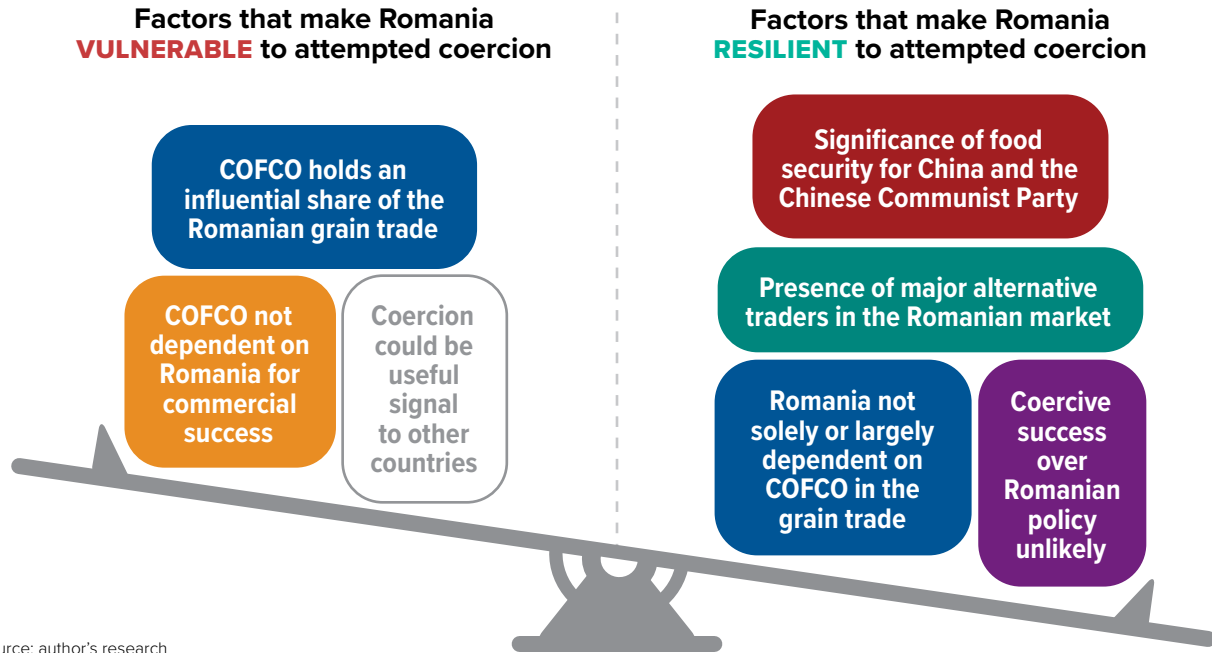 Factors that make Romania
VULNERABLE to attempted coercion
COFCO holds an
influential share of the
Romanian grain trade
COFCO not
dependent on
Romania for
commercial
success
Coercion
could be
useful
signal
to other
countries
Factors that make Romania
RESILIENT to attempted coercion
Significance of food
security for China and the
Chinese Communist Party
Presence of major alternative
traders in the Romanian market
Romania not
solely or largely
dependent on
COFCO in the
grain trade
Coercive
success
over
Romanian
policy
unlikely
urce: author's research